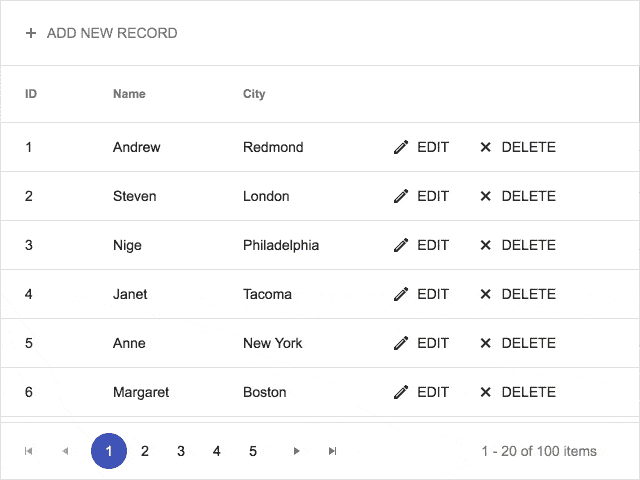 + ADD NEW RECORD
ID Name City
1 Andrew Redmond EDIT DELETE
2 Steven London EDIT DELETE
3 Nige Philadelphia EDIT DELETE
4 Janet Tacoma EDIT DELETE
5 Anne New York EDIT DELETE
6 Margaret Boston EDIT DELETE
1 2 3 4 5 1 - 20 of 100 items